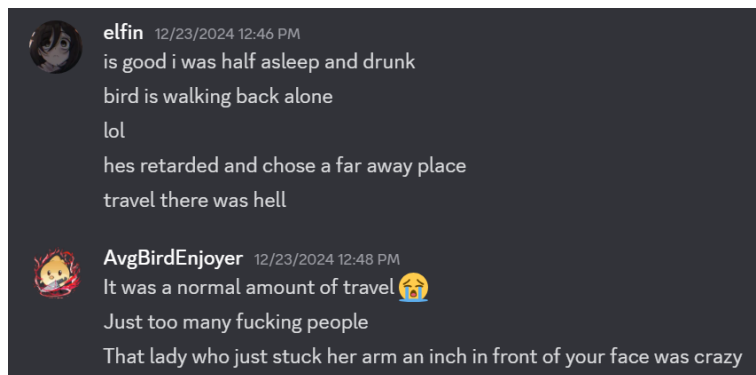 elfin 12/23/2024 12:46 PM
is good i was half asleep and drunk
bird is walking back alone
lol
hes retarded and chose a far away place
travel there was hell
AvgBirdEnjoyer 12/23/2024 12:48 PM
It was a normal amount of travel 😭
Just too many fucking people
That lady who just stuck her arm an inch in front of your face was crazy